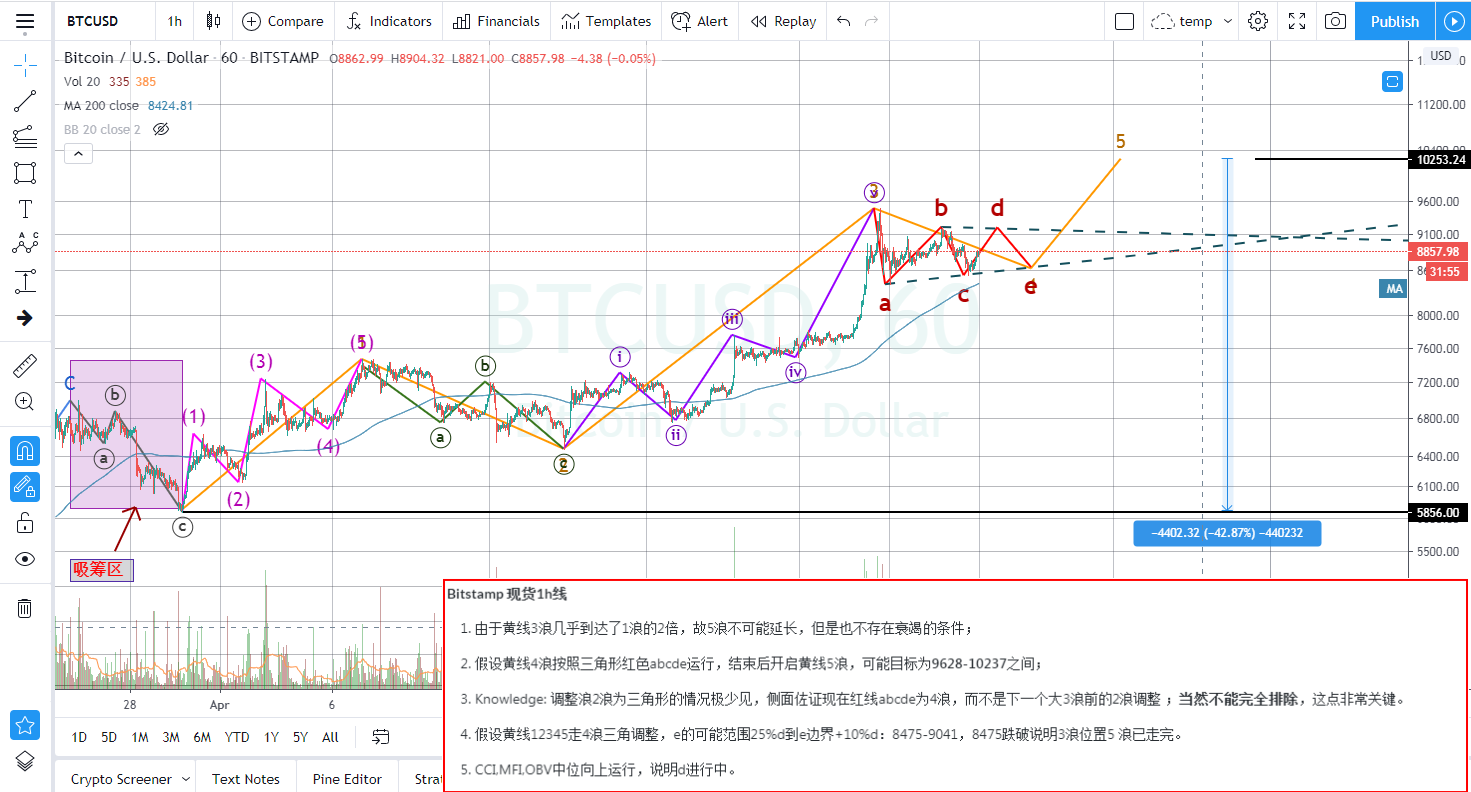 BTCUSD 1h Compare Indicators Financials Templates Alert Replay temp Publish
Bitcoin / U.S. Dollar · 60 · BITSTAMP O8862.99 H8904.32 L8821.00 C8857.98 −4.38 (−0.05%)
USD
Vol 20 335 385
MA 200 close 8424.81
BB 20 close 2
11200.00
10253.24
9600.00
9100.00
8857.98
31:55
MA
8000.00
7600.00
7200.00
6800.00
6400.00
6100.00
5856.00
5500.00
BTCUSD, 60
5
3
b
d
a
c
e
iii
(3)
(5)
i
b
C
b
(1)
iv
a
(4)
a
ii
c
(2)
c
−4402.32 (−42.87%) −440232
吸筹区
Bitstamp 现货1h线
1. 由于黄线3浪几乎到达了1浪的2倍，故5浪不可能延长，但是也不存在衰竭的条件；
2. 假设黄线4浪按照三角形红色abcde运行，结束后开启黄线5浪，可能目标为9628-10237之间；
3. Knowledge: 调整浪2浪为三角形的情况极少见，侧面佐证现在红线abcde为4浪，而不是下一个大3浪前的2浪调整 ；当然不能完全排除，这点非常关键。
4. 假设黄线12345走4浪三角调整，e的可能范围25%d到e边界+10%d：8475-9041，8475跌破说明3浪位置5 浪已走完。
5. CCI,MFI,OBV中位向上运行，说明d进行中。
28 Apr 6
1D 5D 1M 3M 6M YTD 1Y 5Y All
Crypto Screener Text Notes Pine Editor